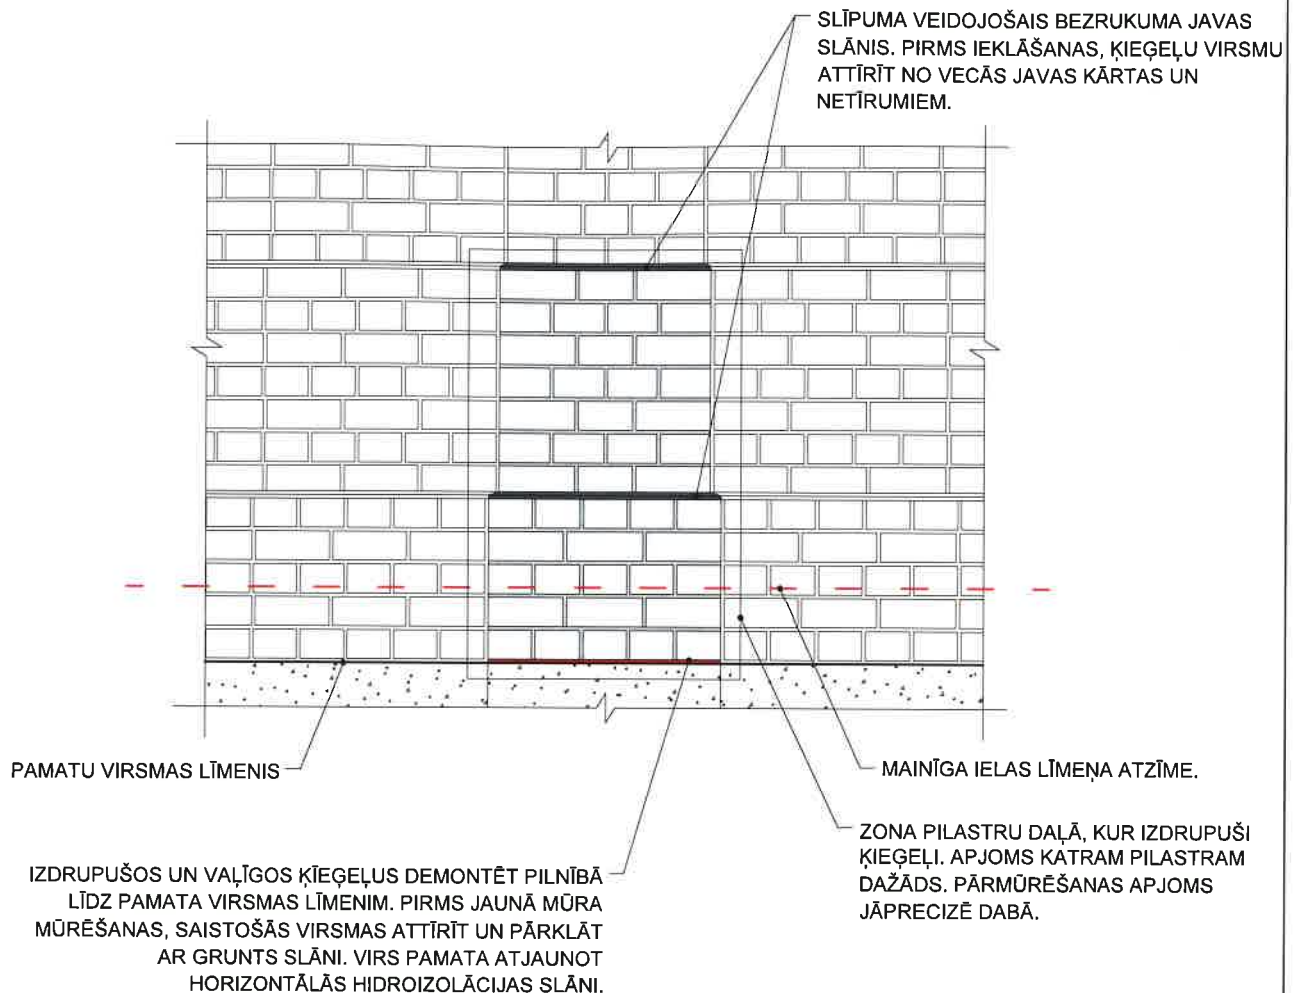 SLĪPUMA VEIDOJOŠAIS BEZRUKUMA JAVAS
SLĀNIS. PIRMS IEKLĀŠANAS, ĶIEĢEĻU VIRSMU
ATTĪRĪT NO VECĀS JAVAS KĀRTAS UN
NETĪRUMIEM.
PAMATU VIRSMAS LĪMENIS
MAINĪGA IELAS LĪMEŅA ATZĪME.
ZONA PILASTRU DAĻĀ, KUR IZDRUPUŠI
ĶIEĢEĻI. APJOMS KATRAM PILASTRAM
DAŽĀDS. PĀRMŪRĒŠANAS APJOMS
JĀPRECIZĒ DABĀ.
IZDRUPUŠOS UN VAĻĪGOS ĶĪEĢEĻUS DEMONTĒT PILNĪBĀ
LĪDZ PAMATA VIRSMAS LĪMENIM. PIRMS JAUNĀ MŪRA
MŪRĒŠANAS, SAISTOŠĀS VIRSMAS ATTĪRĪT UN PĀRKLĀT
AR GRUNTS SLĀNI. VIRS PAMATA ATJAUNOT
HORIZONTĀLĀS HIDROIZOLĀCIJAS SLĀNI.